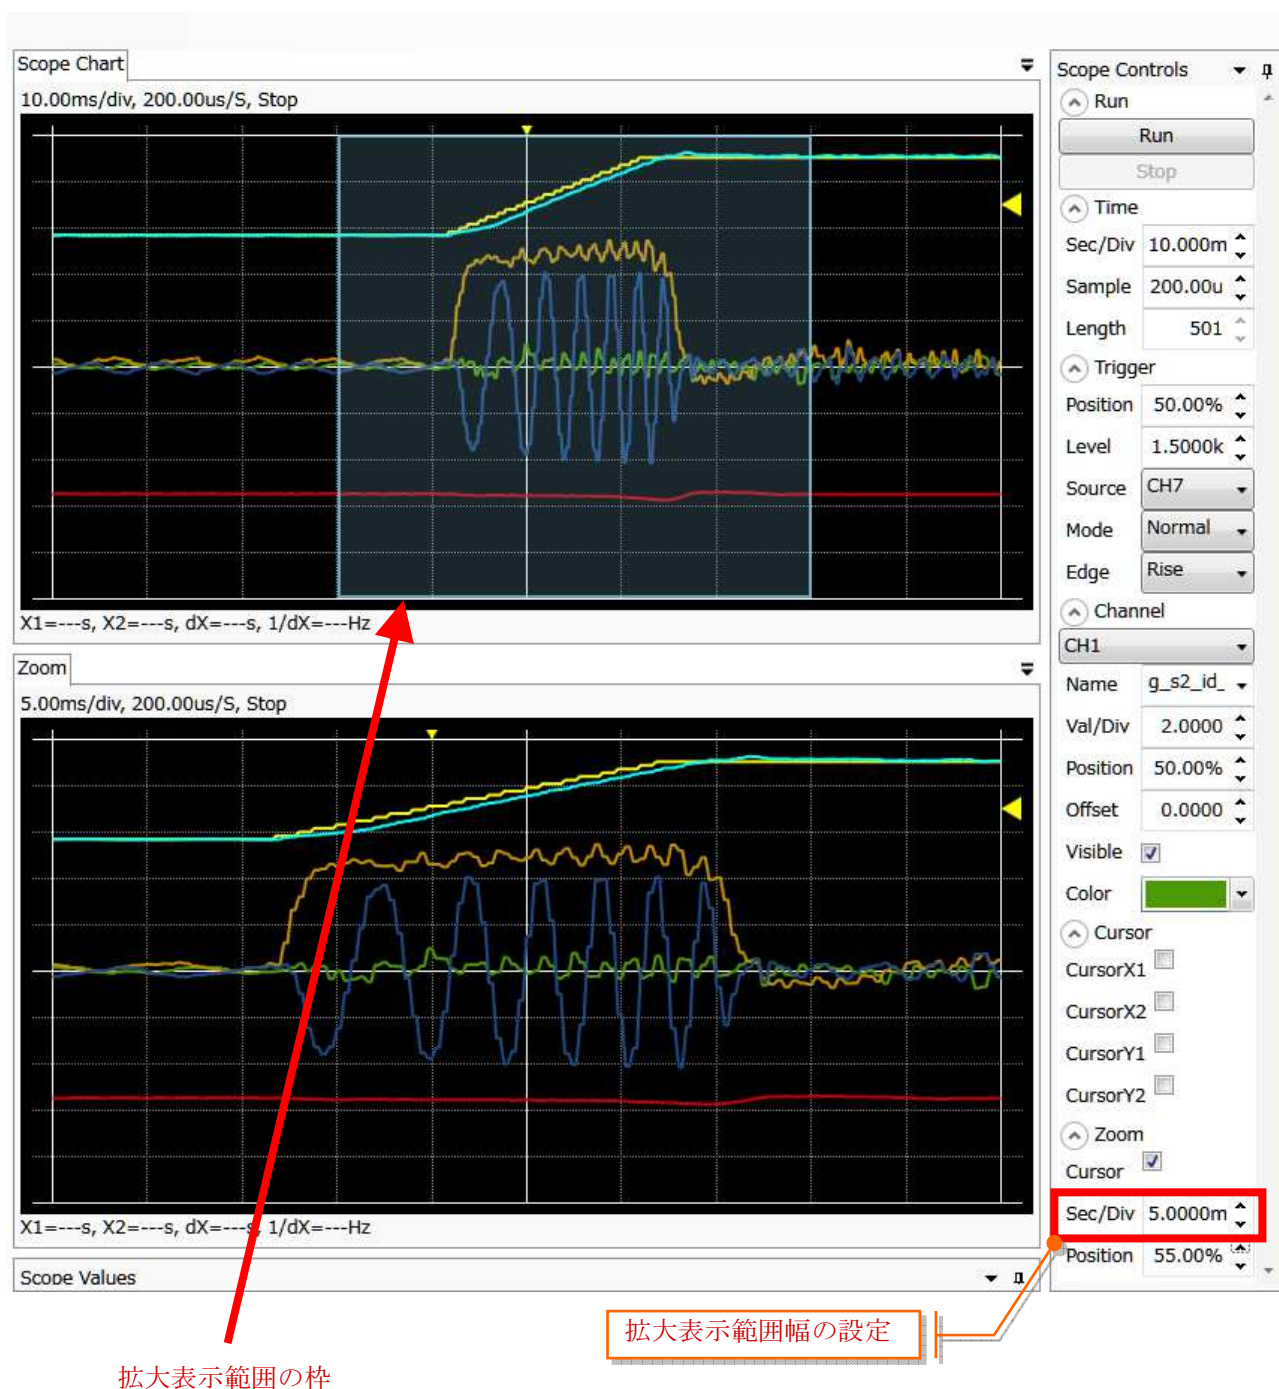 Scope Chart
10.00ms/div, 200.00us/S, Stop
X1=---s, X2=---s, dX=---s, 1/dX=---Hz
Zoom
5.00ms/div, 200.00us/S, Stop
X1=---s, X2=---s, dX=---s, 1/dX=---Hz
Scope Values
Scope Controls
Run
Run
Stop
Time
Sec/Div 10.000m
Sample 200.00u
Length 501
Trigger
Position 50.00%
Level 1.5000k
Source CH7
Mode Normal
Edge Rise
Channel
CH1
Name g_s2_id_
Val/Div 2.0000
Position 50.00%
Offset 0.0000
Visible
Color
Cursor
CursorX1
CursorX2
CursorY1
CursorY2
Zoom
Cursor
Sec/Div 5.0000m
Position 55.00%
拡大表示範囲幅の設定
拡大表示範囲の枠